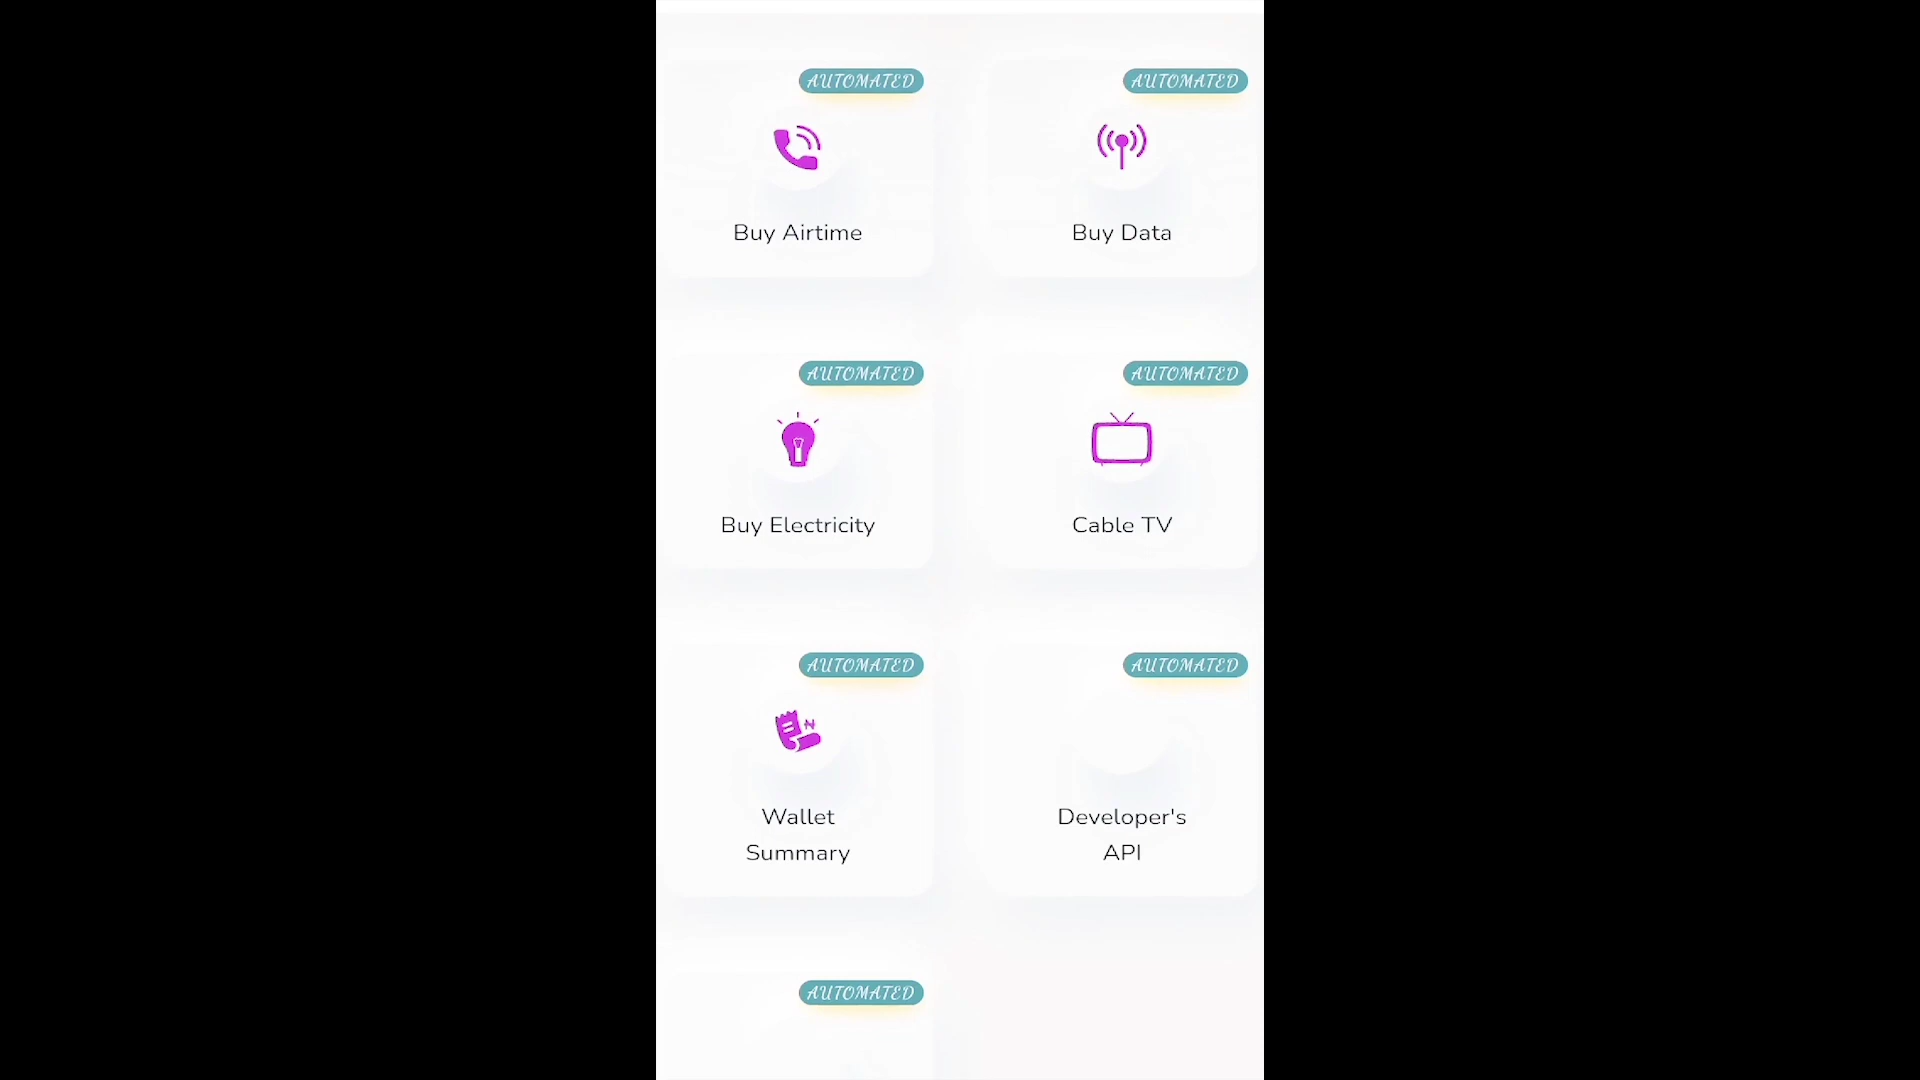 AUTOMATED
AUTOMATED
Buy Airtime
Buy Data
AUTOMATED
AUTOMATED
Buy Electricity
Cable TV
AUTOMATED
AUTOMATED
N
Wallet
Summary
Developer's
API
AUTOMATED